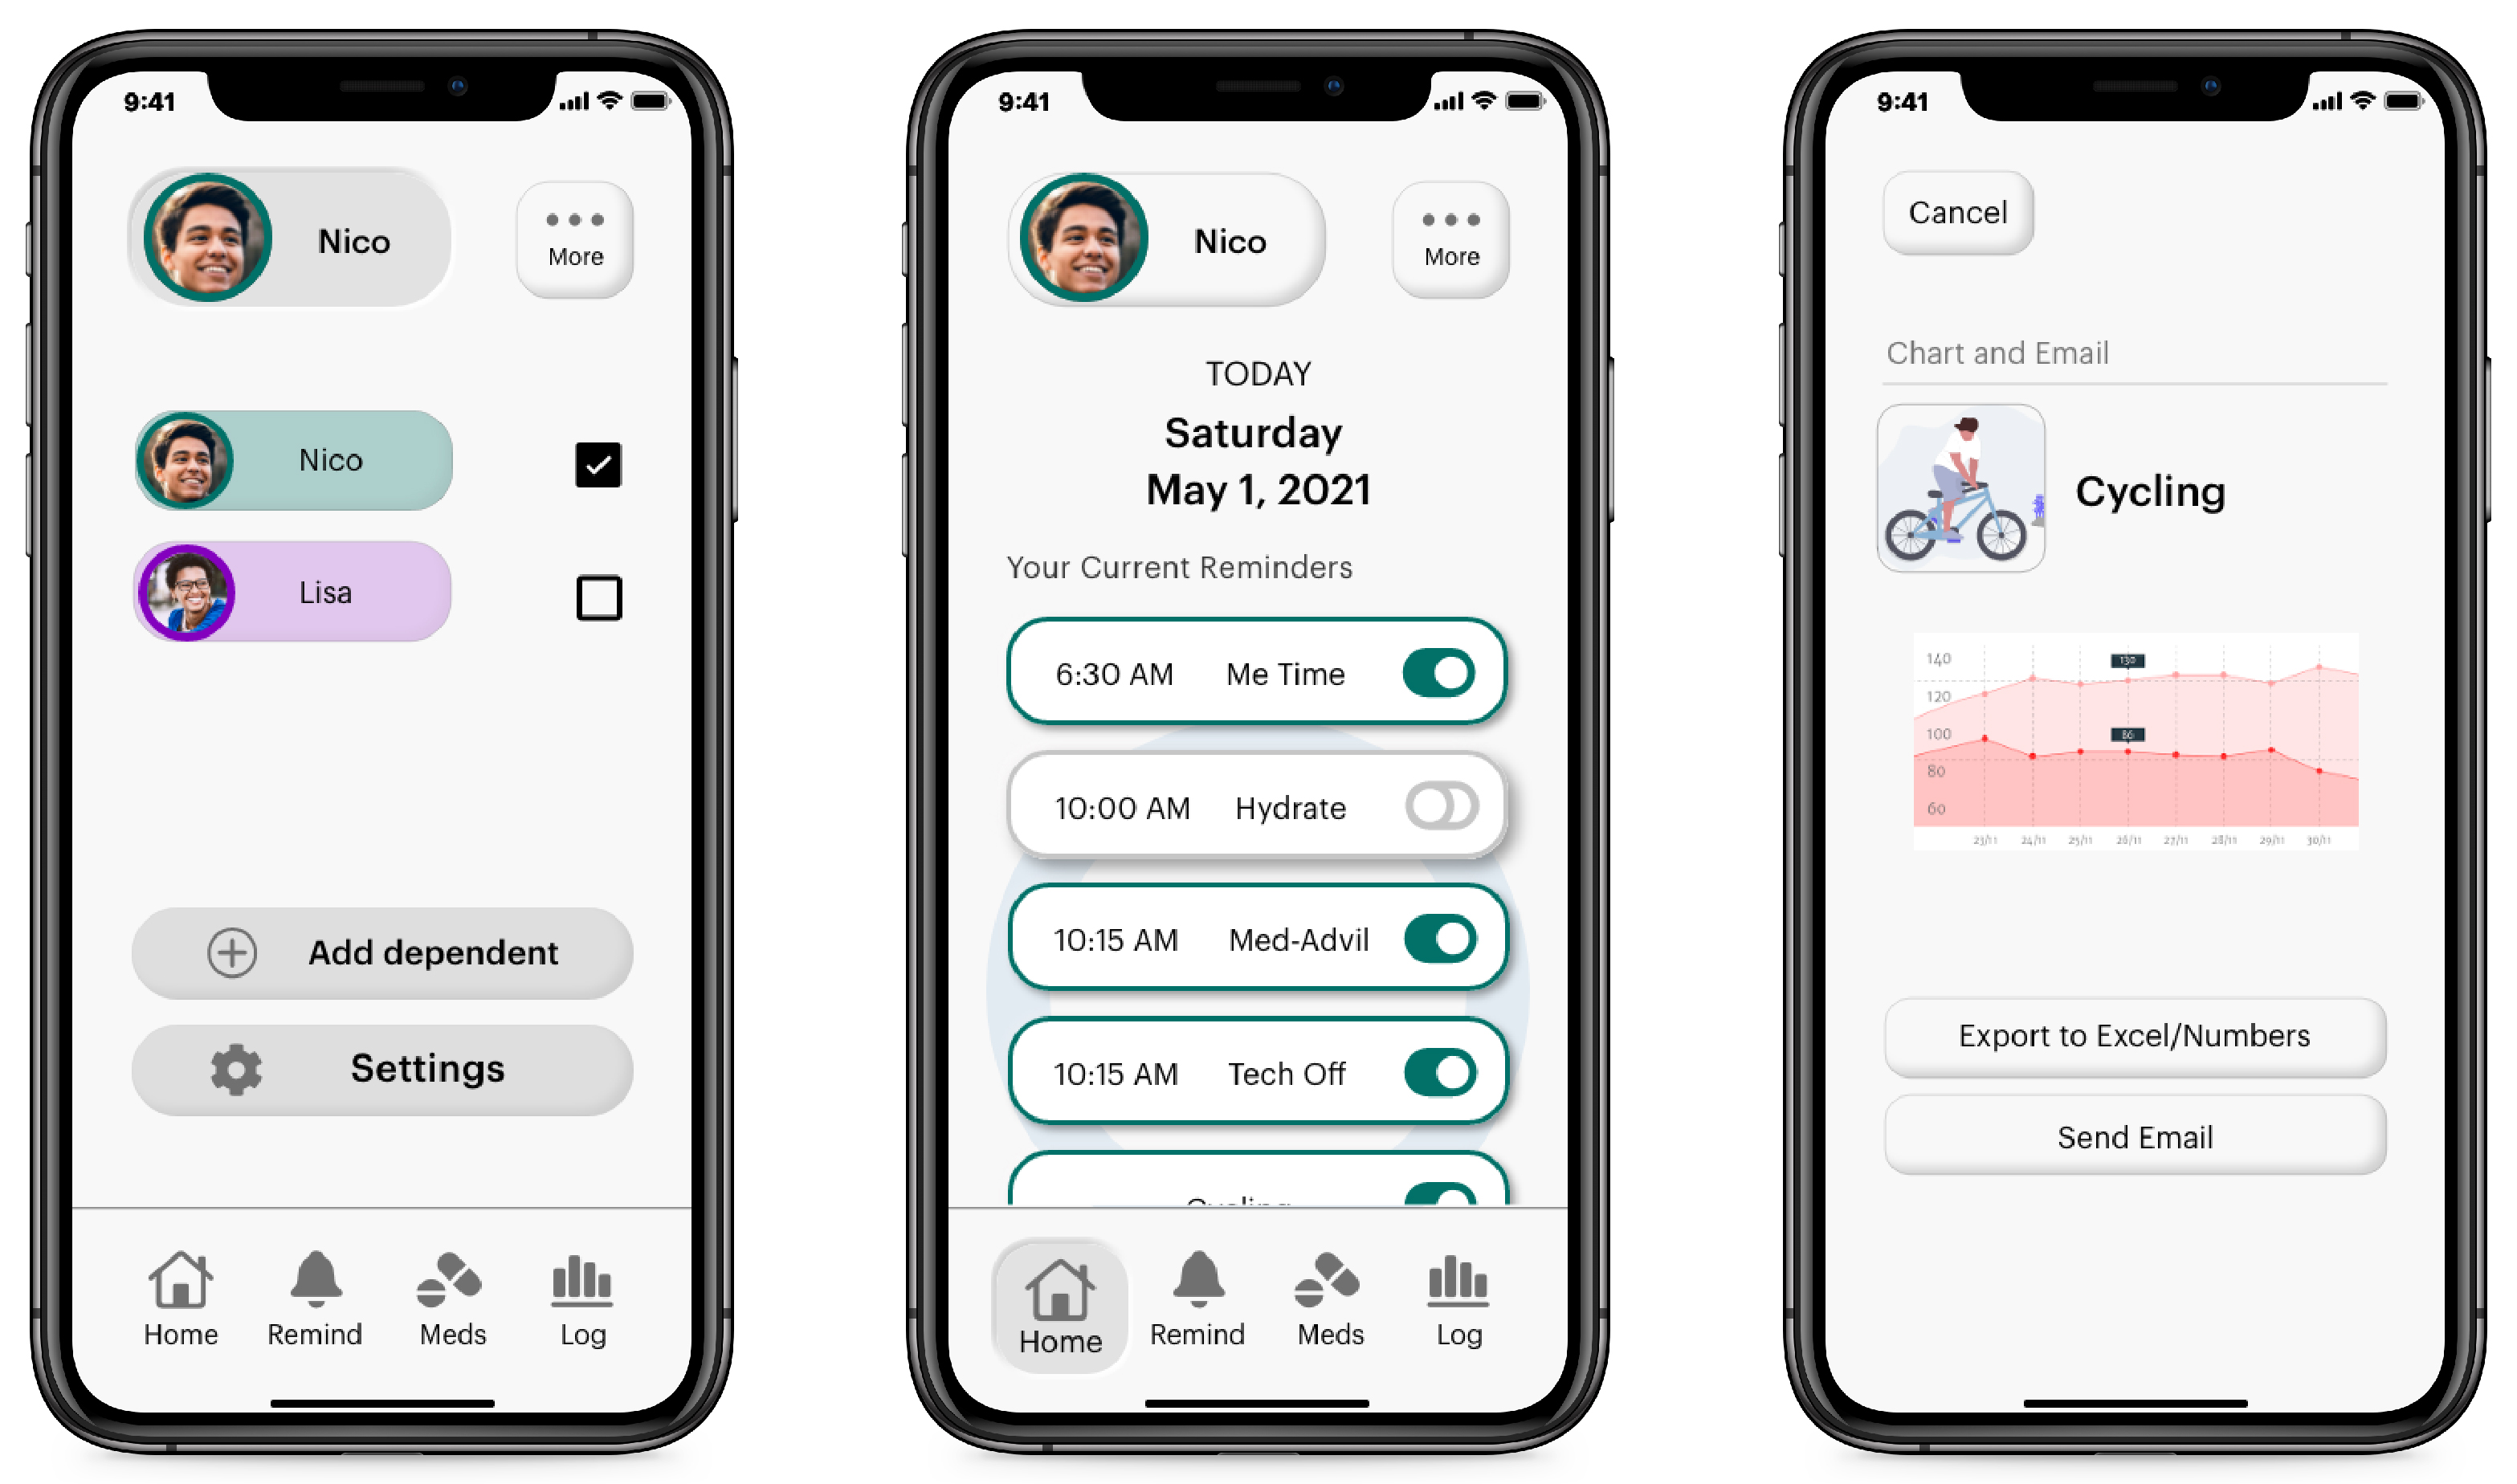 9:41
Nico
More
Nico
Lisa
Add dependent
Settings
Home Remind Meds Log
9:41
Nico
More
TODAY
Saturday
May 1, 2021
Your Current Reminders
6:30 AM Me Time
10:00 AM Hydrate
10:15 AM Med-Advil
10:15 AM Tech Off
Cycling
Home Remind Meds Log
9:41
Cancel
Chart and Email
Cycling
140
130
120
100
86
80
60
23/11 24/11 25/11 26/11 27/11 28/11 29/11 30/11
Export to Excel/Numbers
Send Email